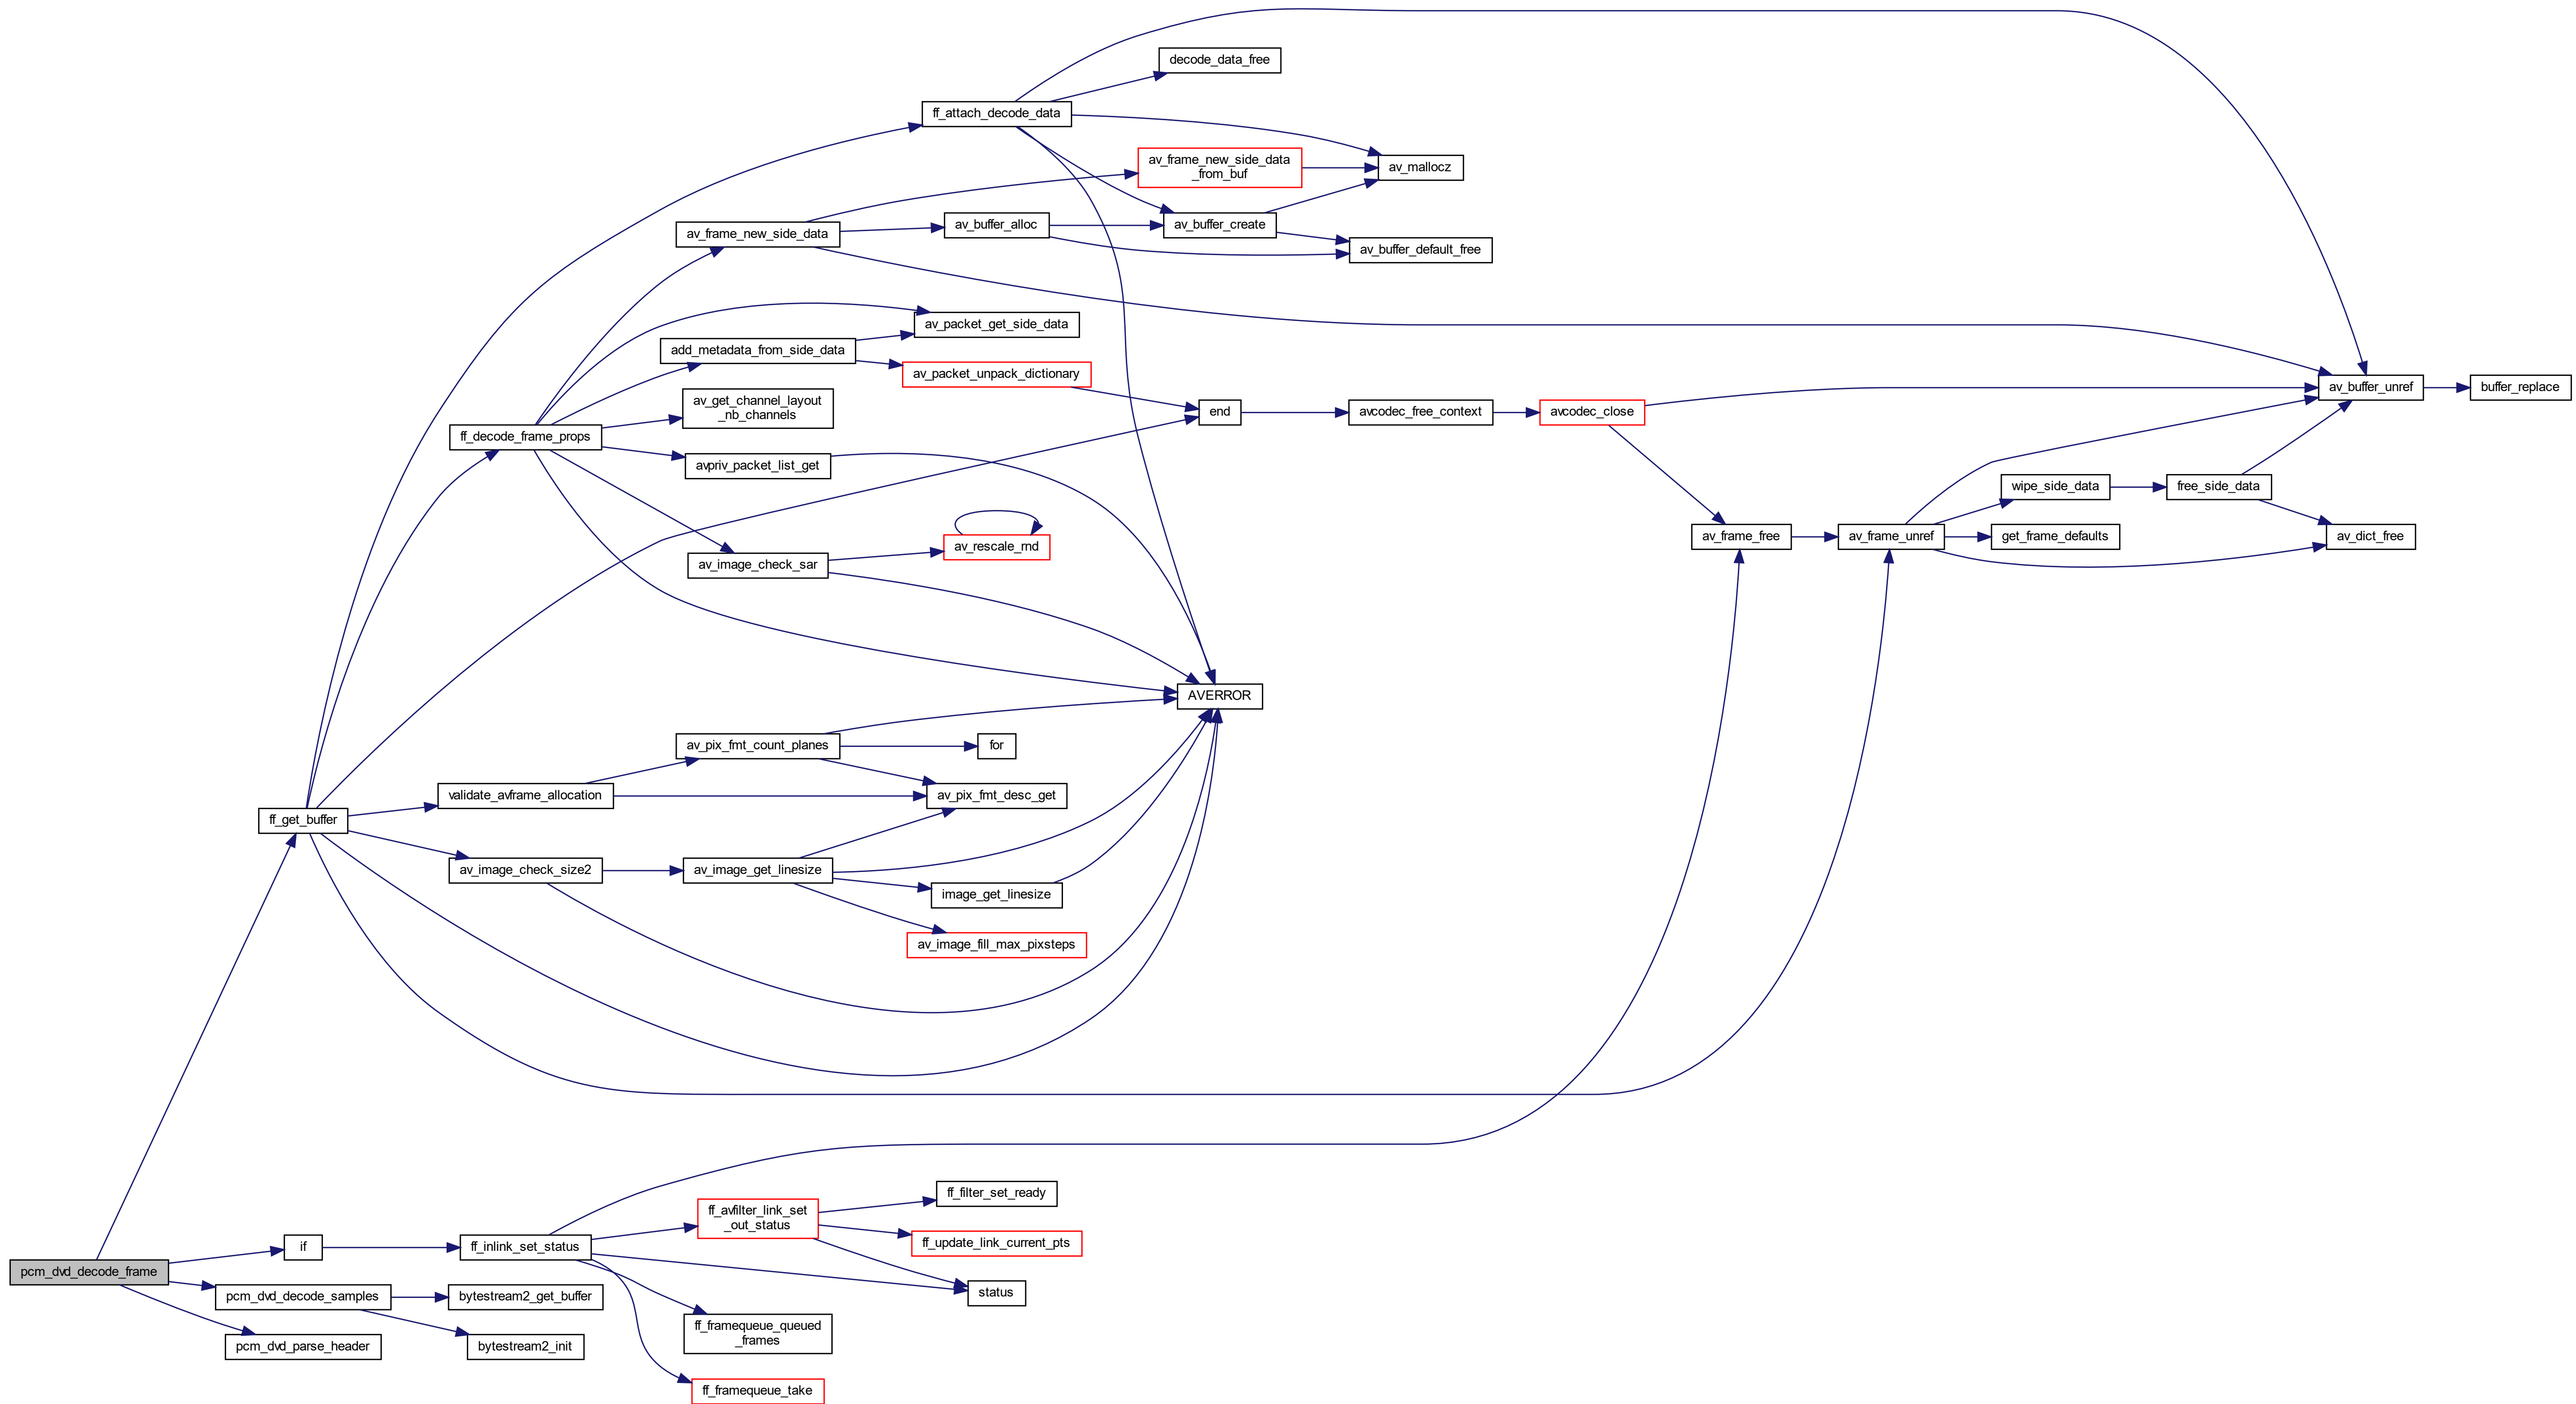 decode_data_free
ff_attach_decode_data
av_frame_new_side_data
_from_buf
av_mallocz
av_frame_new_side_data
av_buffer_alloc
av_buffer_create
av_buffer_default_free
av_packet_get_side_data
add_metadata_from_side_data
av_packet_unpack_dictionary
av_buffer_unref
buffer_replace
av_get_channel_layout
_nb_channels
end
avcodec_free_context
avcodec_close
ff_decode_frame_props
avpriv_packet_list_get
wipe_side_data
free_side_data
av_rescale_rnd
av_image_check_sar
av_frame_free
av_frame_unref
get_frame_defaults
av_dict_free
AVERROR
av_pix_fmt_count_planes
for
validate_avframe_allocation
av_pix_fmt_desc_get
ff_get_buffer
av_image_check_size2
av_image_get_linesize
image_get_linesize
av_image_fill_max_pixsteps
ff_filter_set_ready
ff_avfilter_link_set
_out_status
if
ff_inlink_set_status
ff_update_link_current_pts
pcm_dvd_decode_frame
pcm_dvd_decode_samples
bytestream2_get_buffer
status
ff_framequeue_queued
_frames
pcm_dvd_parse_header
bytestream2_init
ff_framequeue_take